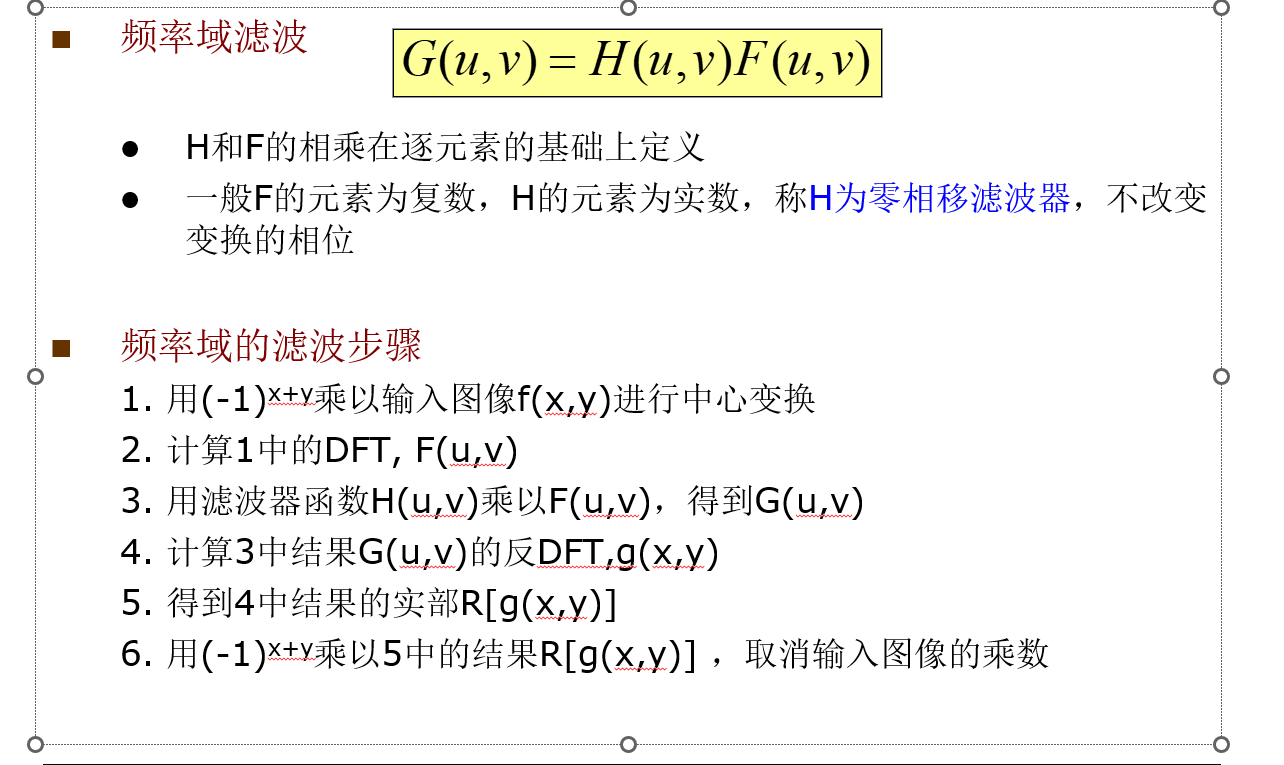 频率域滤波
G(u,v) = H(u,v)F(u,v)
H和F的相乘在逐元素的基础上定义
一般F的元素为复数，H的元素为实数，称H为零相移滤波器，不改变
变换的相位
频率域的滤波步骤
1. 用(-1)^{x+y}乘以输入图像f(x,y)进行中心变换
2. 计算1中的DFT, F(u,v)
3. 用滤波器函数H(u,v)乘以F(u,v)，得到G(u,v)
4. 计算3中结果G(u,v)的反DFT,g(x,y)
5. 得到4中结果的实部R[g(x,y)]
6. 用(-1)^{x+y}乘以5中的结果R[g(x,y)] ，取消输入图像的乘数